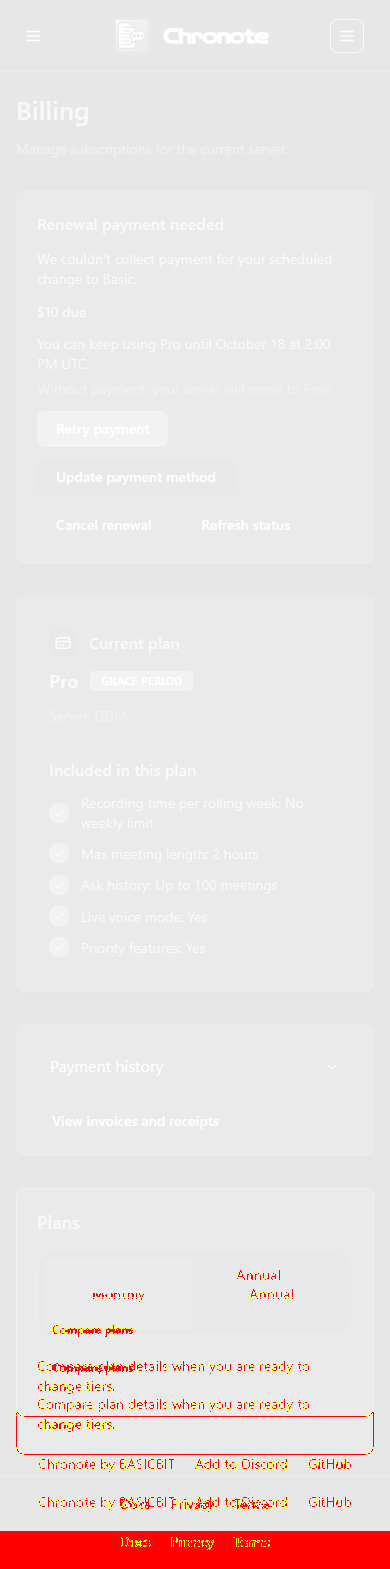 Chronote
Billing
Manage subscriptions for the current server.
Renewal payment needed
We couldn't collect payment for your scheduled
change to Basic.
$10 due
You can keep using Pro until October 18 at 2:00
PM UTC.
Without payment, your server will move to Free.
Retry payment
Update payment method
Cancel renewal Refresh status
Current plan
Pro GRACE PERIOD
Server: DDM
Included in this plan
Recording time per rolling week: No
weekly limit
Max meeting length: 2 hours
Ask history: Up to 100 meetings
Live voice mode: Yes
Priority features: Yes
Payment history
View invoices and receipts
Plans
Annual
Monthly Annual
Compare plans
Compare plan details when you are ready to
Compare plans
change tiers.
Compare plan details when you are ready to
change tiers.
Chronote by BASICBIT Add to Discord GitHub
Chronote by BASICBIT Add to Discord GitHub
Docs Privacy Terms
Docs Privacy Terms